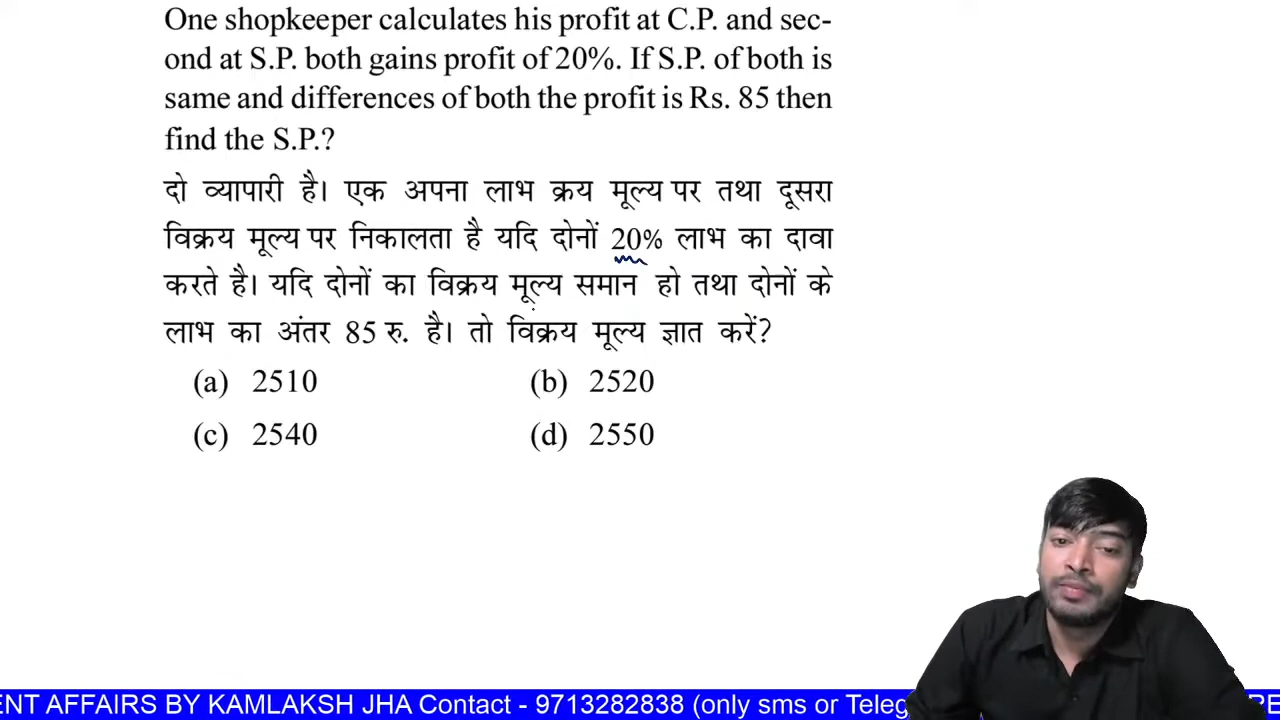 One shopkeeper calculates his profit at C.P. and sec-
ond at S.P. both gains profit of 20%. If S.P. of both is
same and differences of both the profit is Rs. 85 then
find the S.P.?
दो व्यापारी है। एक अपना लाभ क्रय मूल्य पर तथा दूसरा
विक्रय मूल्य पर निकालता है यदि दोनों 20% लाभ का दावा
करते है। यदि दोनों का विक्रय मूल्य समान हो तथा दोनों के
लाभ का अंतर 85 रु. है। तो विक्रय मूल्य ज्ञात करें?
(a) 2510 (b) 2520
(c) 2540 (d) 2550
ENT AFFAIRS BY KAMLAKSH JHA Contact - 9713282838 (only sms or Teleg